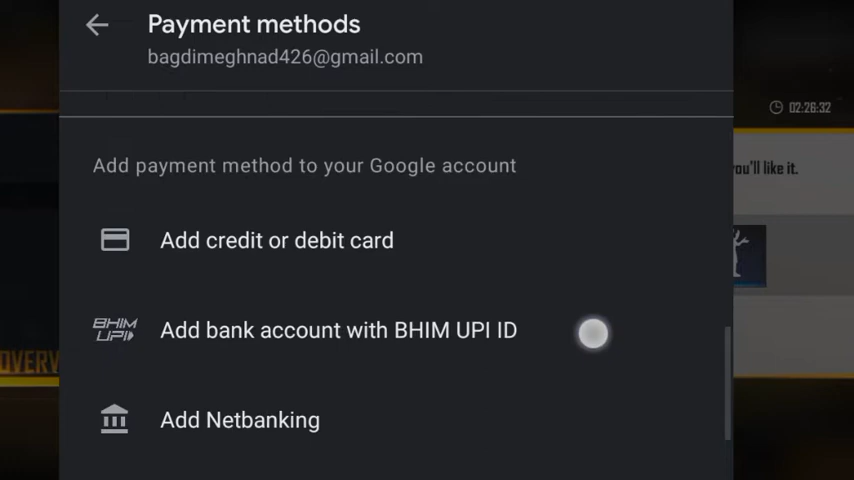 Payment methods
bagdimeghnad426@gmail.com
02:26:32
you'll like it.
Add payment method to your Google account
Add credit or debit card
BHIM
UPI
Add bank account with BHIM UPI ID
OVERV
Add Netbanking